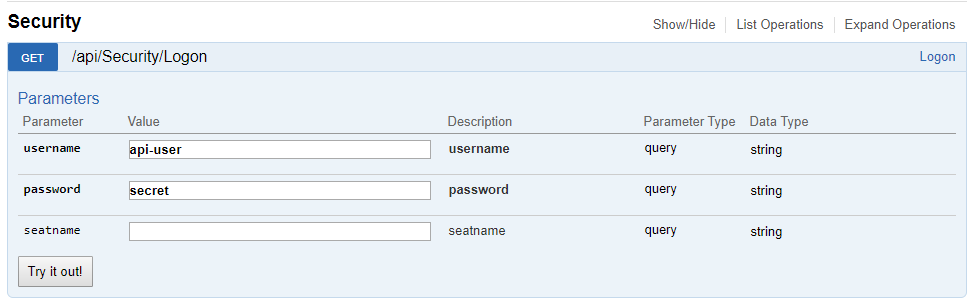 Security
Show/Hide List Operations Expand Operations
GET /api/Security/Logon Logon
Parameters
Parameter Value Description Parameter Type Data Type
username api-user username query string
password secret password query string
seatname seatname query string
Try it out!